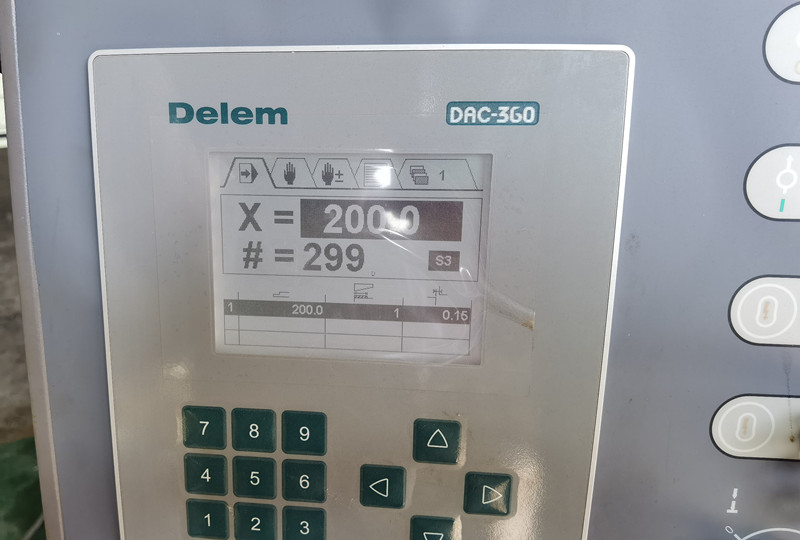 Delem DAC-360
1
X = 200.0
# = 299 S3
1 200.0 1 0.15
7 8 9
4 5 6
1 2 3